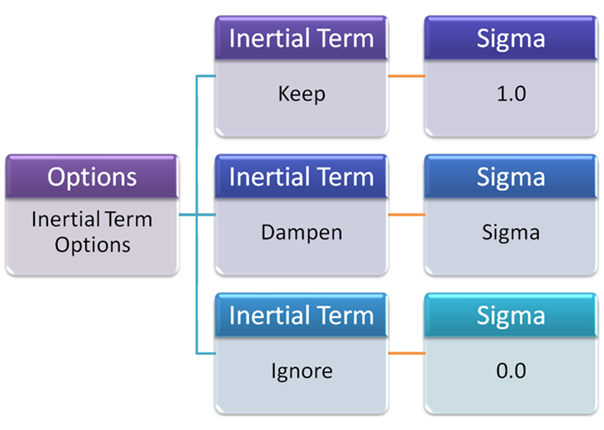 Inertial Term
Sigma
Keep
1.0
Options
Inertial Term
Options
Inertial Term
Sigma
Dampen
Sigma
Inertial Term
Sigma
Ignore
0.0